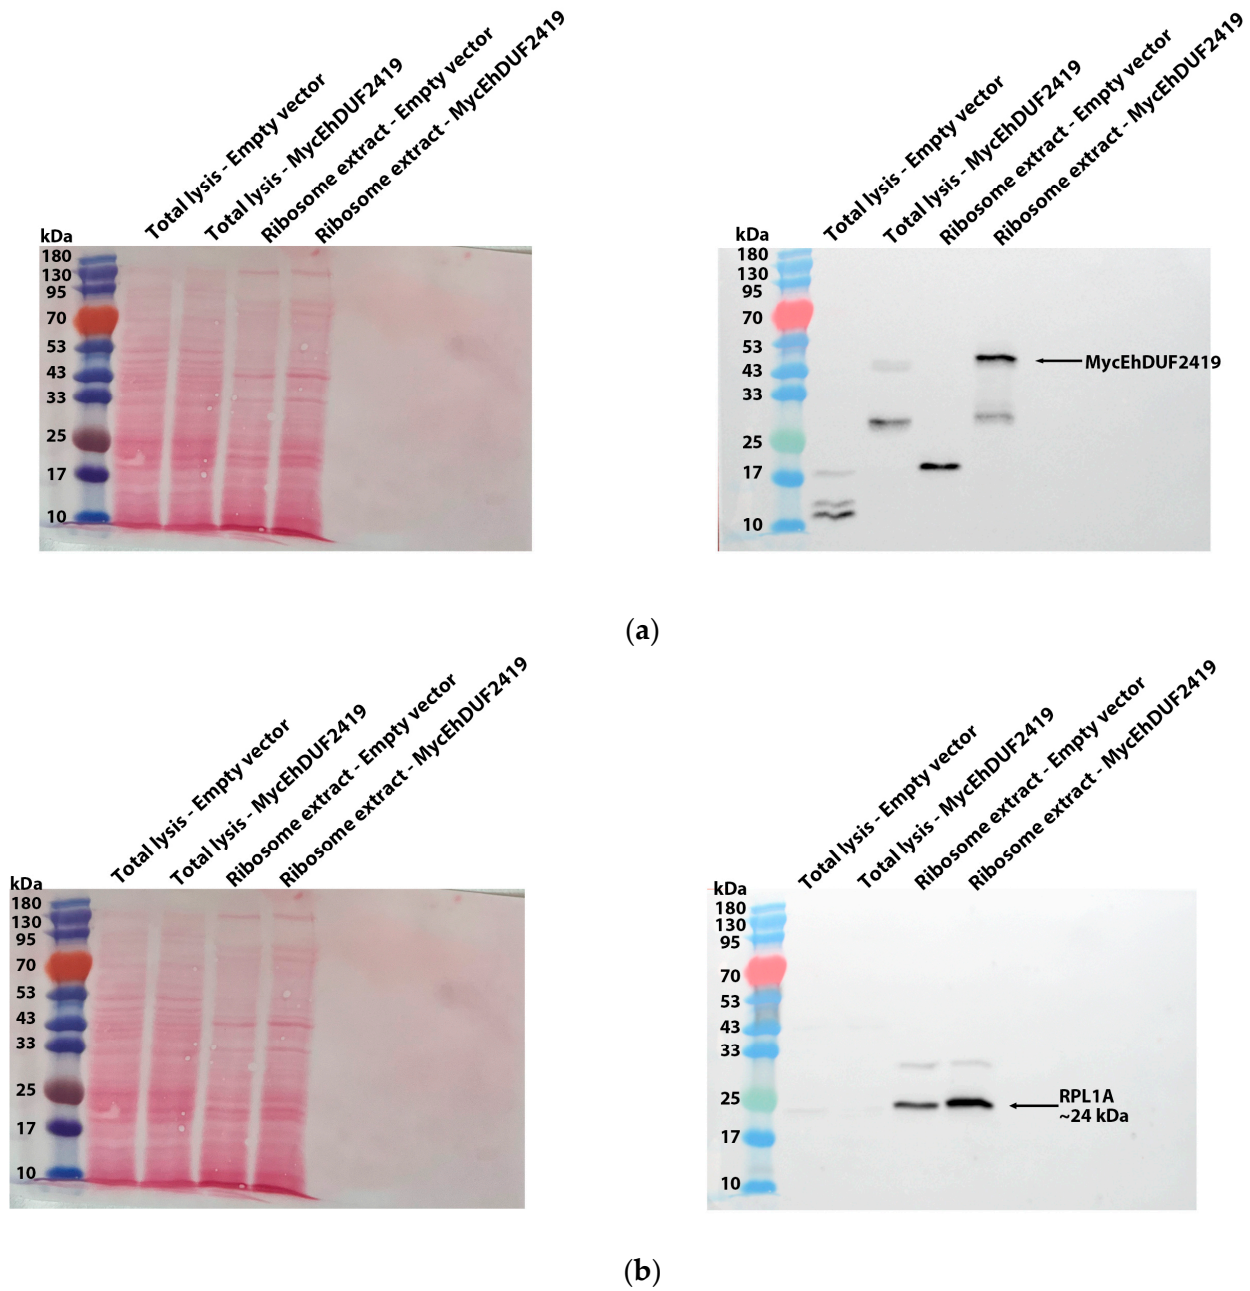 Total lysis - Empty vector
Total lysis - MycEhDUF2419
Ribosome extract - Empty vector
Ribosome extract - MycEhDUF2419
kDa
180
130
95
70
53
43
33
25
17
10
Total lysis - Empty vector
Total lysis - MycEhDUF2419
Ribosome extract - Empty vector
Ribosome extract - MycEhDUF2419
kDa
180
130
95
70
53
43
33
25
17
10
MycEhDUF2419
(a)
Total lysis - Empty vector
Total lysis - MycEhDUF2419
Ribosome extract - Empty vector
Ribosome extract - MycEhDUF2419
kDa
180
130
95
70
53
43
33
25
17
10
Total lysis - Empty vector
Total lysis - MycEhDUF2419
Ribosome extract - Empty vector
Ribosome extract - MycEhDUF2419
kDa
180
130
95
70
53
43
33
25
17
10
RPL1A
~24 kDa
(b)